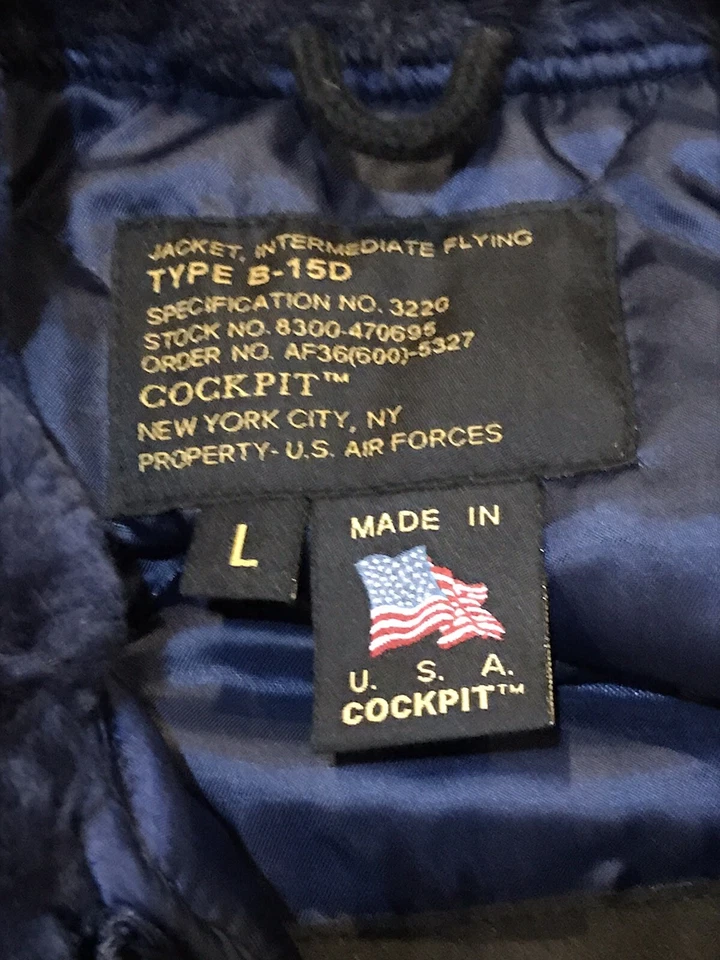 JACKET, INTERMEDIATE FLYING
TYPE B-15D
SPECIFICATION NO. 3220
STOCK NO. 8300-470695
ORDER NO. AF36(600)-5327
COCKPIT™
NEW YORK CITY, NY
PROPERTY- U.S. AIR FORCES
L
MADE IN
U. S. A.
COCKPIT™